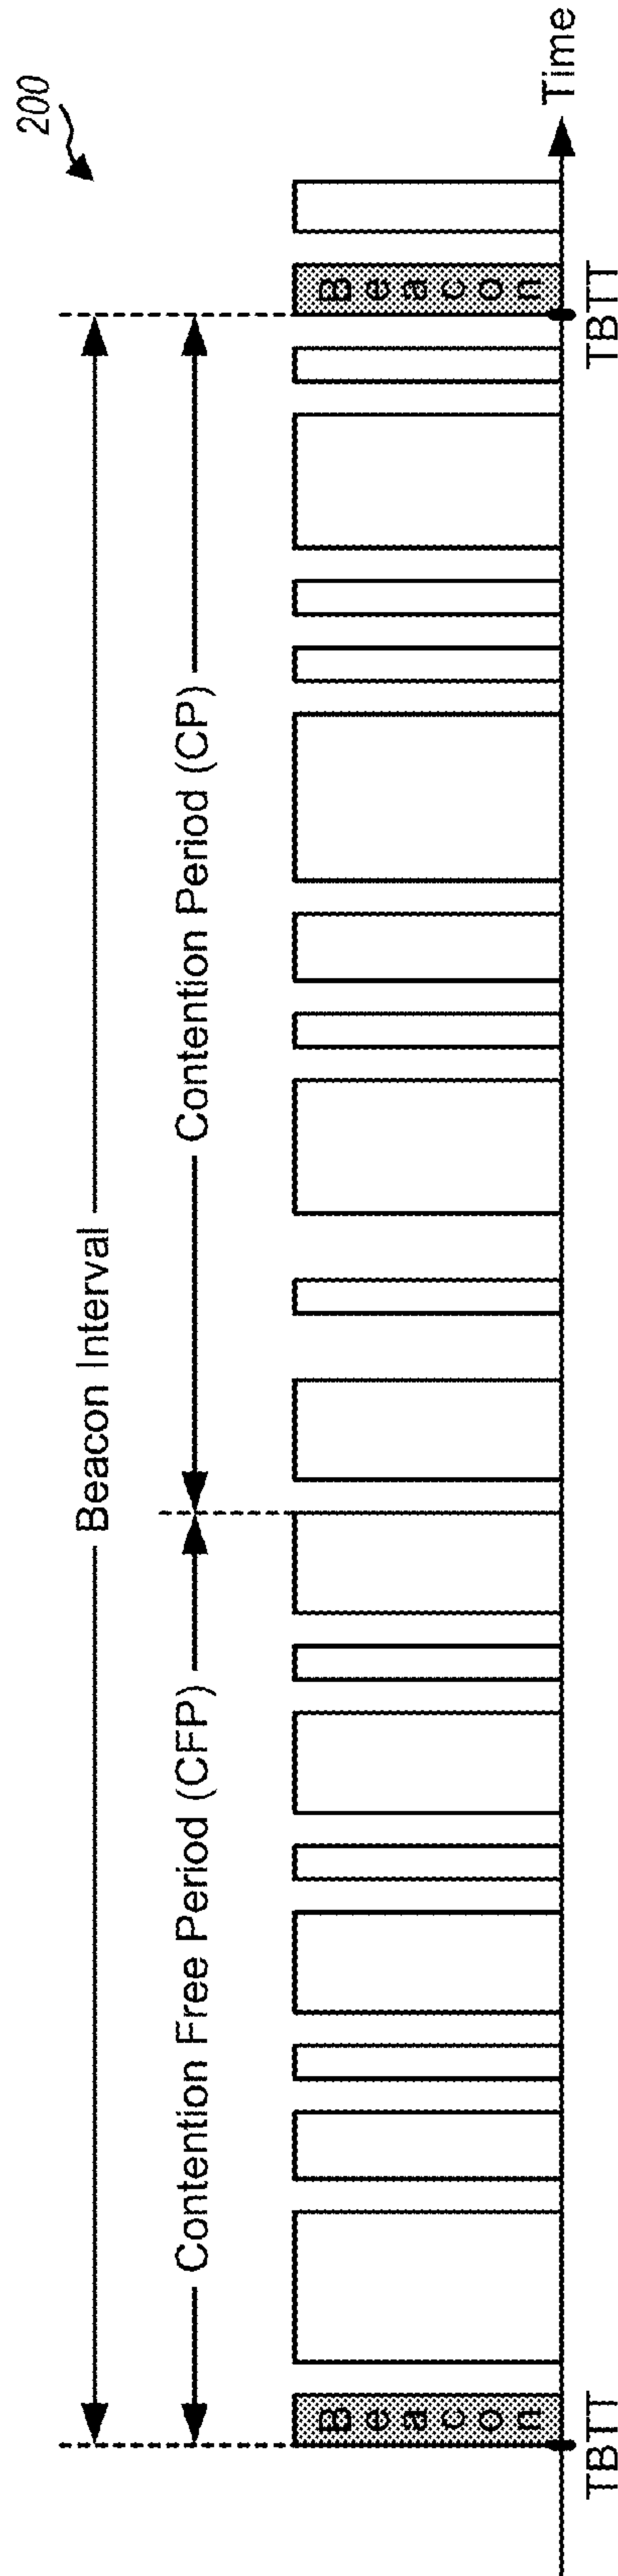 200
Beacon Interval
Contention Free Period (CFP)
Contention Period (CP)
Beacon
Beacon
TBTT
TBTT
Time